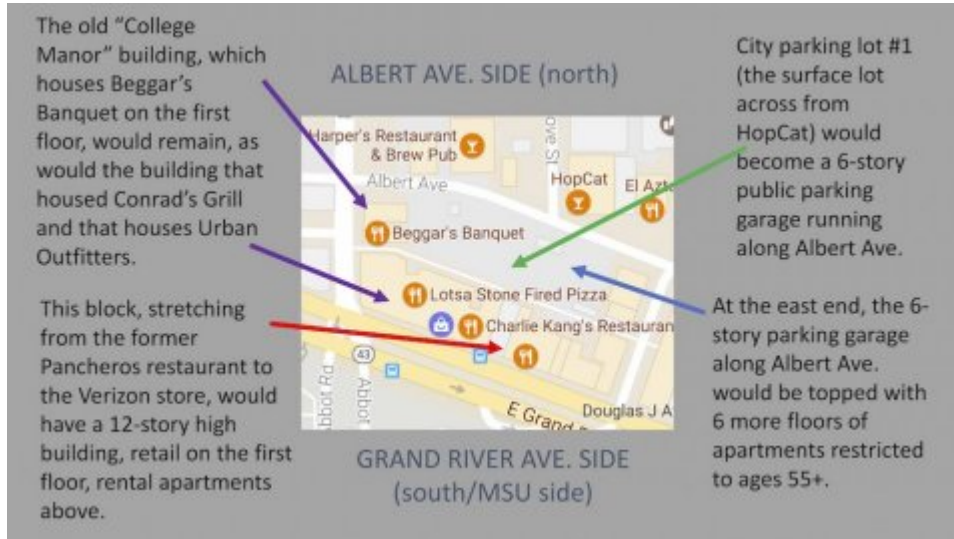 The old “College
Manor” building, which
houses Beggar’s
Banquet on the first
floor, would remain, as
would the building that
housed Conrad’s Grill
and that houses Urban
Outfitters.
This block, stretching
from the former
Pancheros restaurant to
the Verizon store, would
have a 12-story high
building, retail on the first
floor, rental apartments
above.
ALBERT AVE. SIDE (north)
Harper's Restaurant
& Brew Pub
Albert Ave
ove St
HopCat
El Azte
Beggar's Banquet
Lotsa Stone Fired Pizza
Charlie Kang's Restauran
43
Abbot Rd
Abbot
E Grand
Douglas J A
GRAND RIVER AVE. SIDE
(south/MSU side)
City parking lot #1
(the surface lot
across from
HopCat) would
become a 6-story
public parking
garage running
along Albert Ave.
At the east end, the 6-
story parking garage
along Albert Ave.
would be topped with
6 more floors of
apartments restricted
to ages 55+.